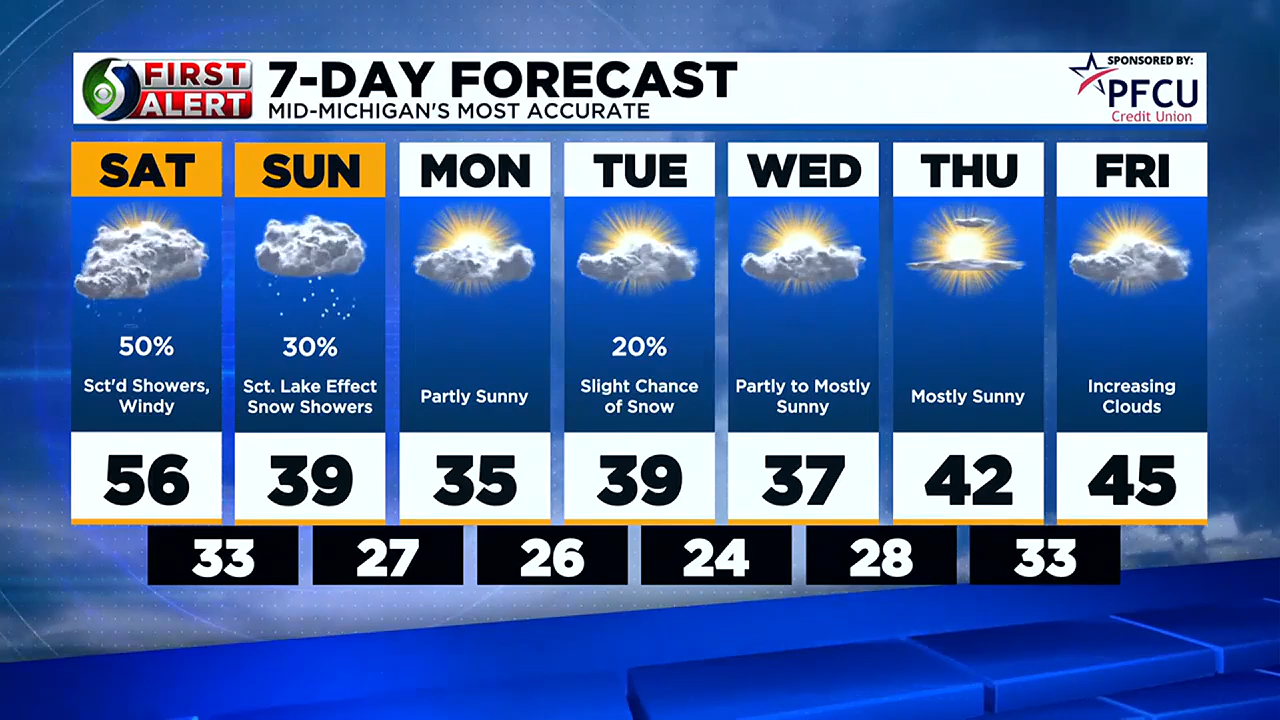 5 FIRST ALERT
7-DAY FORECAST
MID-MICHIGAN'S MOST ACCURATE
SPONSORED BY:
PFCU
Credit Union
SAT
50%
Sct'd Showers,
Windy
56
SUN
30%
Sct. Lake Effect
Snow Showers
39
MON
Partly Sunny
35
TUE
20%
Slight Chance
of Snow
39
WED
Partly to Mostly
Sunny
37
THU
Mostly Sunny
42
FRI
Increasing
Clouds
45
33
27
26
24
28
33